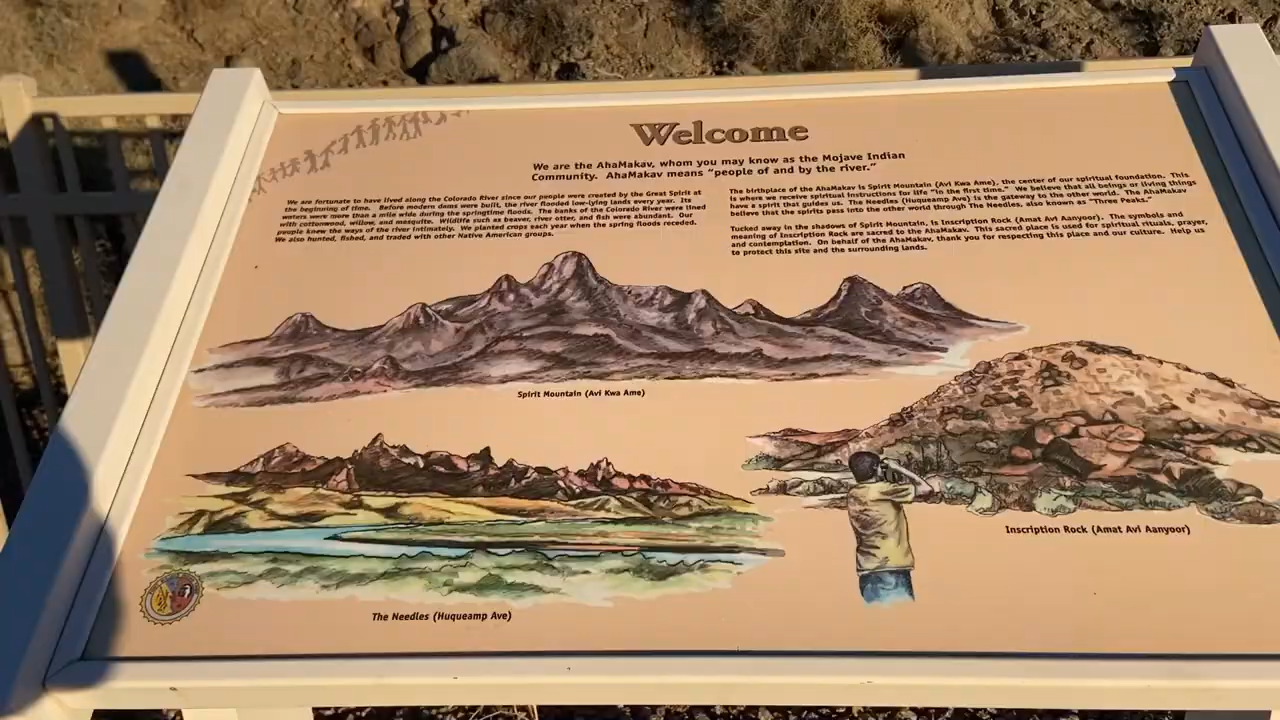 Welcome
We are the AhaMakav, whom you may know as the Mojave Indian
Community. AhaMakav means “people of and by the river.”
We are fortunate to have lived along the Colorado River since our people were created by the Great Spirit at
the beginning of time. Before modern dams were built, the river flooded low-lying lands every year. Its
waters were more than a mile wide during the springtime floods. The banks of the Colorado River were lined
with cottonwood, willow, and mesquite. Wildlife such as beaver, river otter, and fish were abundant. Our
people knew the ways of the river intimately. We planted crops each year when the spring floods receded.
We also hunted, fished, and traded with other Native American groups.
The birthplace of the AhaMakav is Spirit Mountain (Avi Kwa Ame), the center of our spiritual foundation. This
is where we receive spiritual instructions for life “in the first time.” We believe that all beings or living things
have a spirit that guides us. The Needles (Huqueamp Ave) is the gateway to the other world. The AhaMakav
believe that the spirits pass into the other world through The Needles, also known as “Three Peaks.”
Tucked away in the shadows of Spirit Mountain, is Inscription Rock (Amat Avi Aanyoor). The symbols and
meaning of Inscription Rock are sacred to the AhaMakav. This sacred place is used for spiritual rituals, prayer,
and contemplation. On behalf of the AhaMakav, thank you for respecting this place and our culture. Help us
to protect this site and the surrounding lands.
Spirit Mountain (Avi Kwa Ame)
Inscription Rock (Amat Avi Aanyoor)
The Needles (Huqueamp Ave)